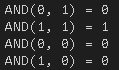 AND(0, 1) = 0
AND(1, 1) = 1
AND(0, 0) = 0
AND(1, 0) = 0